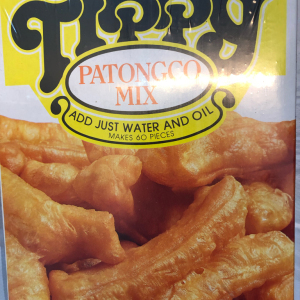 Tippy
PATONGGO
MIX
ADD JUST WATER AND OIL
MAKES 60 PIECES